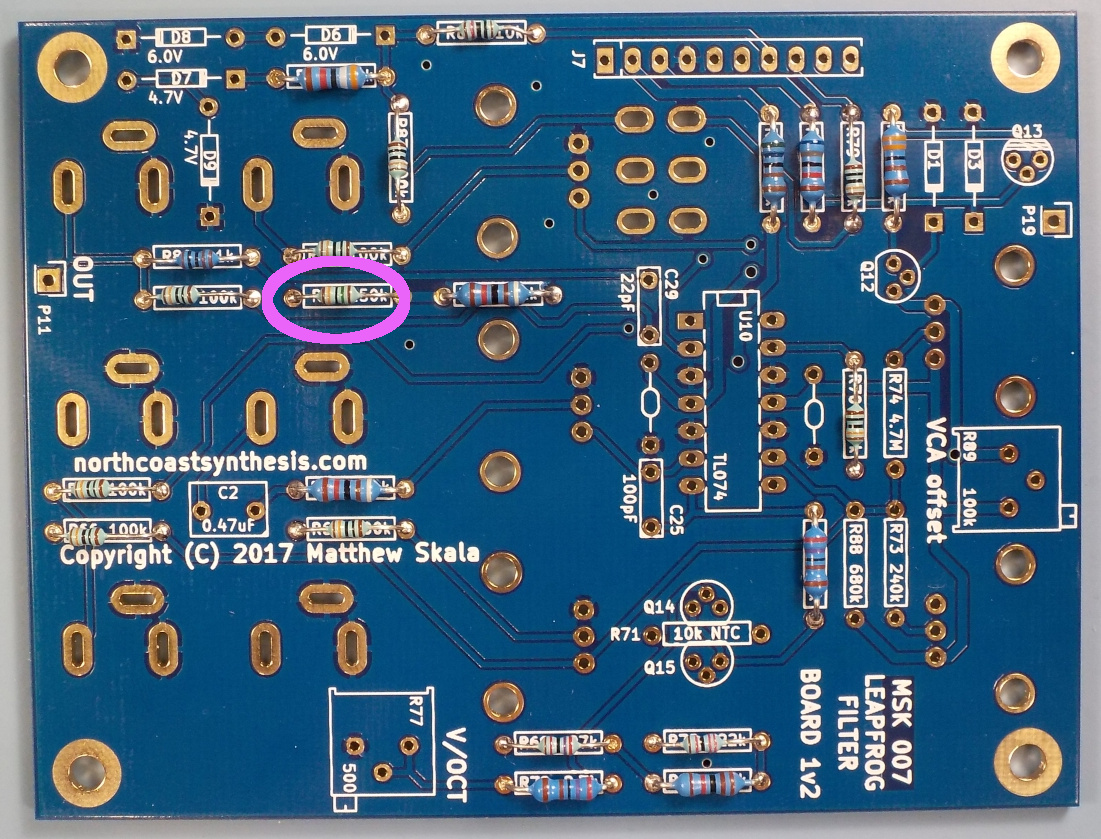 D8
6.0V
D6
6.0V
J7
D7
4.7V
D9
4.7V
D1
D3
Q13
P19
Q12
OUT
P11
100k
C29
22pF
U10
TL074
R74 4.7M
VCA offset
R89
100k
northcoastsynthesis.com
100k
C2
0.47uF
100k
Copyright (C) 2017 Matthew Skala
100pF
C25
R88 680k
R73 240k
Q14
R71
10k NTC
Q15
R77
500
V/OCT
MSK 007
LEAPFROG
FILTER
BOARD 1v2